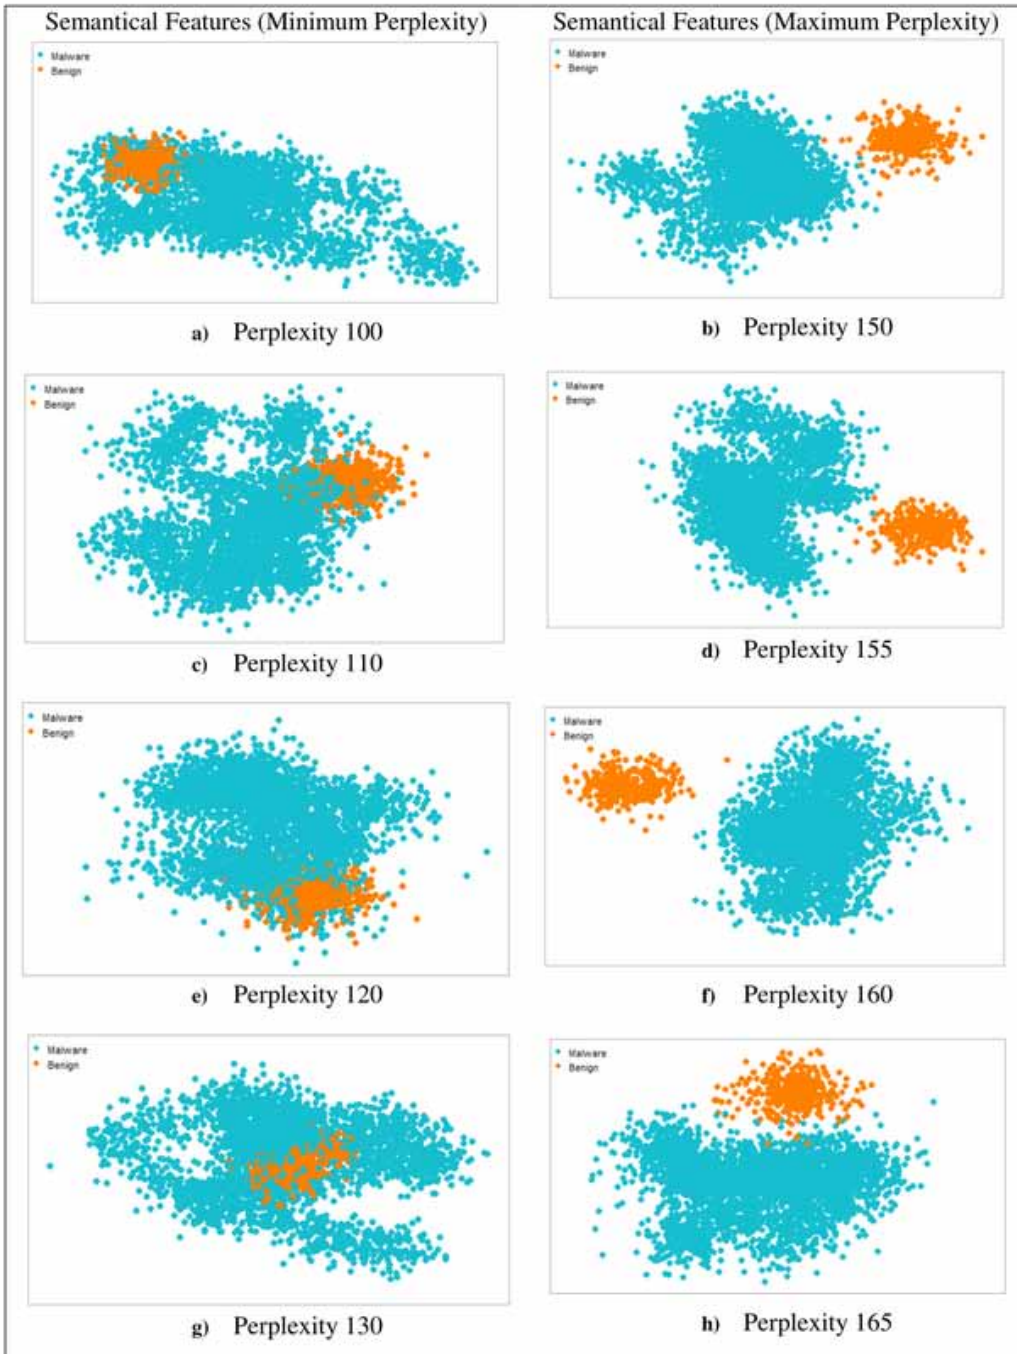 Semantical Features (Minimum Perplexity)
Semantical Features (Maximum Perplexity)
Malware
Benign
Malware
Benign
a) Perplexity 100
b) Perplexity 150
Malware
Benign
Malware
Benign
c) Perplexity 110
d) Perplexity 155
Malware
Benign
Malware
Benign
e) Perplexity 120
f) Perplexity 160
Malware
Benign
Malware
Benign
g) Perplexity 130
h) Perplexity 165